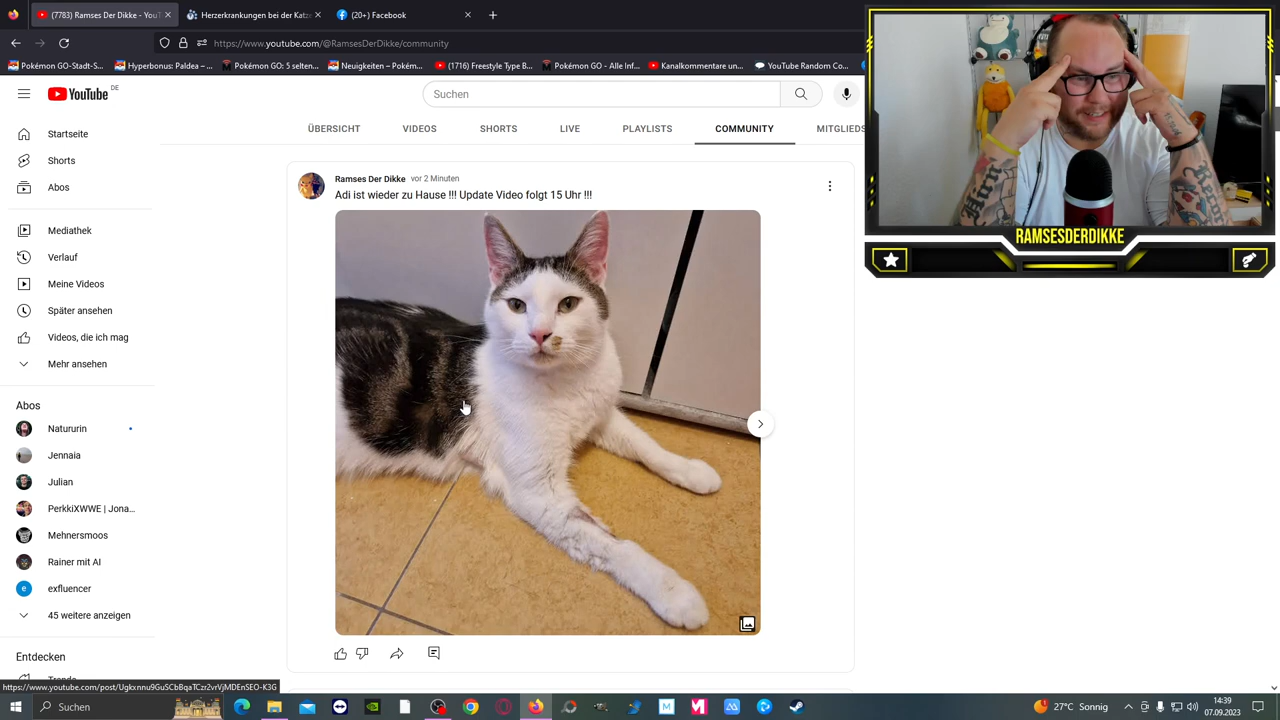 (7783) Ramses Der Dikke - YouT
Herzerkrankungen bei der Katze
(20+) Facebook
https://www.youtube.com/@RamsesDerDikke/community
Pokémon GO-Stadt-S...
Hyperbonus: Paldea – ...
Pokémon GO S...
Neuigkeiten – Pokém...
(1716) Freestyle Type B...
Pokémon GO - Alle Inf...
Kanalkommentare un...
YouTube Random Co...
YouTube DE
Suchen
ÜBERSICHT
VIDEOS
SHORTS
LIVE
PLAYLISTS
COMMUNITY
MITGLIEDS
Startseite
Shorts
Abos
Mediathek
Verlauf
Meine Videos
Später ansehen
Videos, die ich mag
Mehr ansehen
Abos
Natururin
Jennaia
Julian
PerkkiXWWE | Jona...
Mehnersmoos
Rainer mit AI
e exfluencer
45 weitere anzeigen
Entdecken
Trends
Ramses Der Dikke vor 2 Minuten
Adi ist wieder zu Hause !!! Update Video folgt 15 Uhr !!!
RAMSESDERDIKKE
Suchen
27°C Sonnig
14:39
07.09.2023